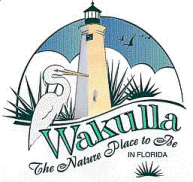 Wakulla
The Nature Place to Be
IN FLORIDA